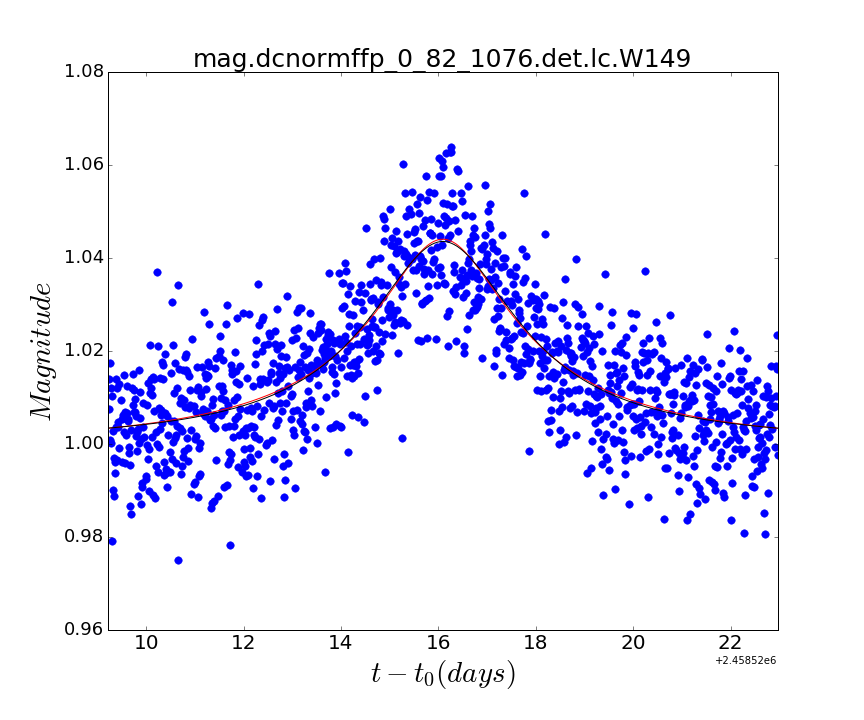 mag.dcnormffp_0_82_1076.det.lc.W149
1.08
1.06
1.04
1.02
1.00
0.98
0.96
Magnitude
10 12 14 16 18 20 22
+2.45852e6
t − t₀(days)